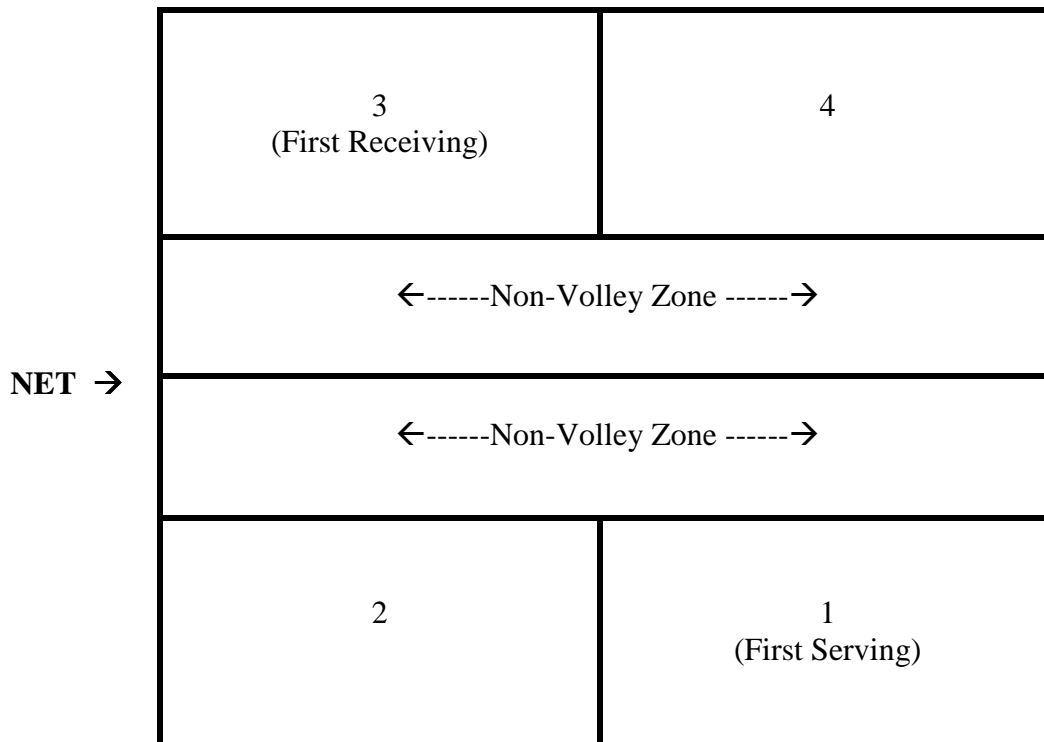 3
(First Receiving)
4
←------Non-Volley Zone ------→
NET →
←------Non-Volley Zone ------→
2
1
(First Serving)